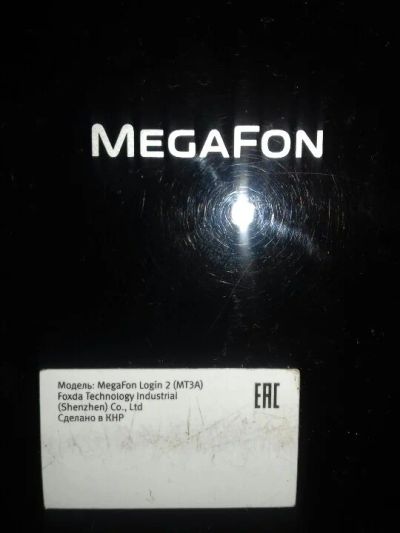 MEGAFON
Модель: MegaFon Login 2 (MT3A)
Foxda Technology Industrial
(Shenzhen) Co., Ltd
Сделано в КНР
EAC